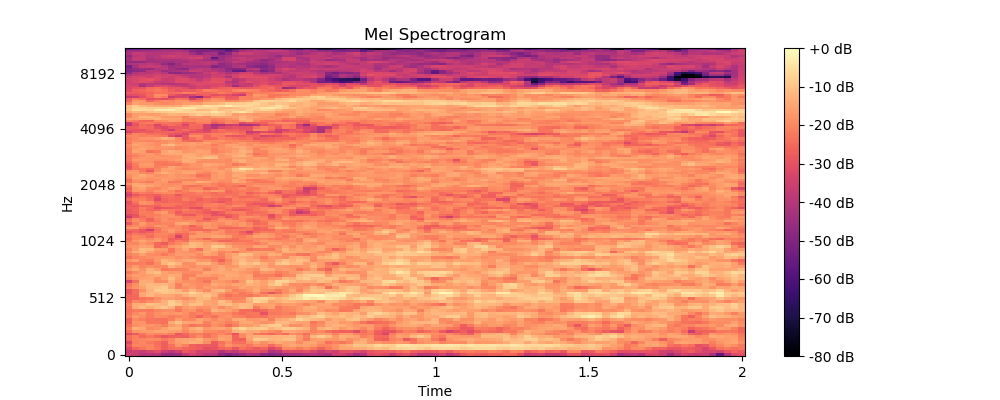 Mel Spectrogram
Hz
8192
4096
2048
1024
512
0
0 0.5 1 1.5 2
Time
+0 dB
-10 dB
-20 dB
-30 dB
-40 dB
-50 dB
-60 dB
-70 dB
-80 dB